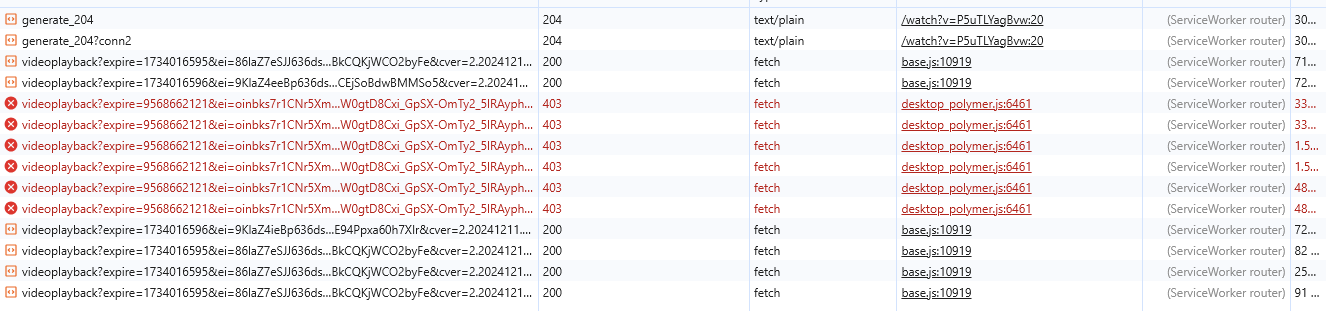 generate_204 204 text/plain /watch?v=P5uTLYagBvw:20 (ServiceWorker router) 30...
generate_204?conn2 204 text/plain /watch?v=P5uTLYagBvw:20 (ServiceWorker router) 30...
videoplayback?expire=1734016595&ei=86laZ7eSJJ636ds...BkCQKjWCO2byFe&cver=2.2024121... 200 fetch base.js:10919 (ServiceWorker router) 71...
videoplayback?expire=1734016596&ei=9KlaZ4eeBp636ds...CEjSoBdwBMMSo5&cver=2.20241... 200 fetch base.js:10919 (ServiceWorker router) 72...
videoplayback?expire=9568662121&ei=oinbks7r1CNr5Xm...W0gtD8Cxi_GpSX-OmTy2_5IRAyph... 403 fetch desktop_polymer.js:6461 (ServiceWorker router) 33...
videoplayback?expire=9568662121&ei=oinbks7r1CNr5Xm...W0gtD8Cxi_GpSX-OmTy2_5IRAyph... 403 fetch desktop_polymer.js:6461 (ServiceWorker router) 33...
videoplayback?expire=9568662121&ei=oinbks7r1CNr5Xm...W0gtD8Cxi_GpSX-OmTy2_5IRAyph... 403 fetch desktop_polymer.js:6461 (ServiceWorker router) 1.5...
videoplayback?expire=9568662121&ei=oinbks7r1CNr5Xm...W0gtD8Cxi_GpSX-OmTy2_5IRAyph... 403 fetch desktop_polymer.js:6461 (ServiceWorker router) 1.5...
videoplayback?expire=9568662121&ei=oinbks7r1CNr5Xm...W0gtD8Cxi_GpSX-OmTy2_5IRAyph... 403 fetch desktop_polymer.js:6461 (ServiceWorker router) 48...
videoplayback?expire=9568662121&ei=oinbks7r1CNr5Xm...W0gtD8Cxi_GpSX-OmTy2_5IRAyph... 403 fetch desktop_polymer.js:6461 (ServiceWorker router) 48...
videoplayback?expire=1734016596&ei=9KlaZ4ieBp636ds...E94Ppxa60h7XIr&cver=2.20241211.... 200 fetch base.js:10919 (ServiceWorker router) 72...
videoplayback?expire=1734016595&ei=86laZ7eSJJ636ds...BkCQKjWCO2byFe&cver=2.2024121... 200 fetch base.js:10919 (ServiceWorker router) 82 ...
videoplayback?expire=1734016595&ei=86laZ7eSJJ636ds...BkCQKjWCO2byFe&cver=2.2024121... 200 fetch base.js:10919 (ServiceWorker router) 25...
videoplayback?expire=1734016595&ei=86laZ7eSJJ636ds...BkCQKjWCO2byFe&cver=2.2024121... 200 fetch base.js:10919 (ServiceWorker router) 91 ...